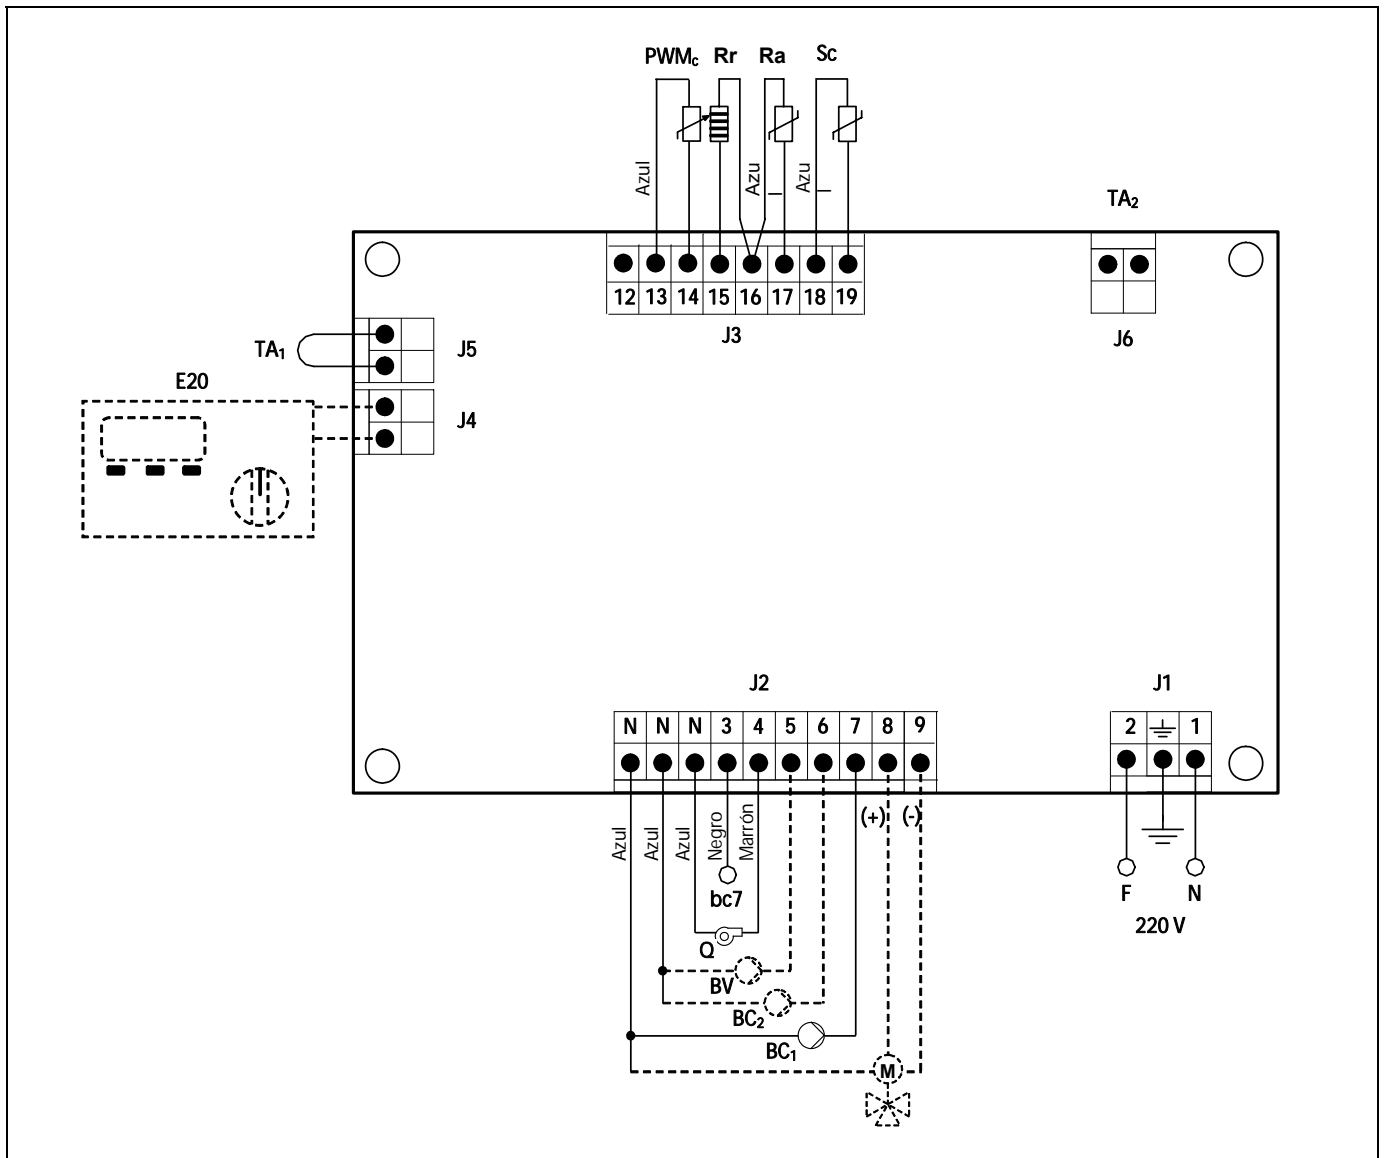 PWMc Rr Ra Sc
Azul
Azu
l
Azu
l
TA2
12 13 14 15 16 17 18 19
J3
J6
TA1
J5
E20
J4
J2
J1
N N N 3 4 5 6 7 8 9
2 1
(+) (-)
Azul
Azul
Azul
Negro
Marrón
bc7
F N
220 V
Q
BV
BC2
BC1
M